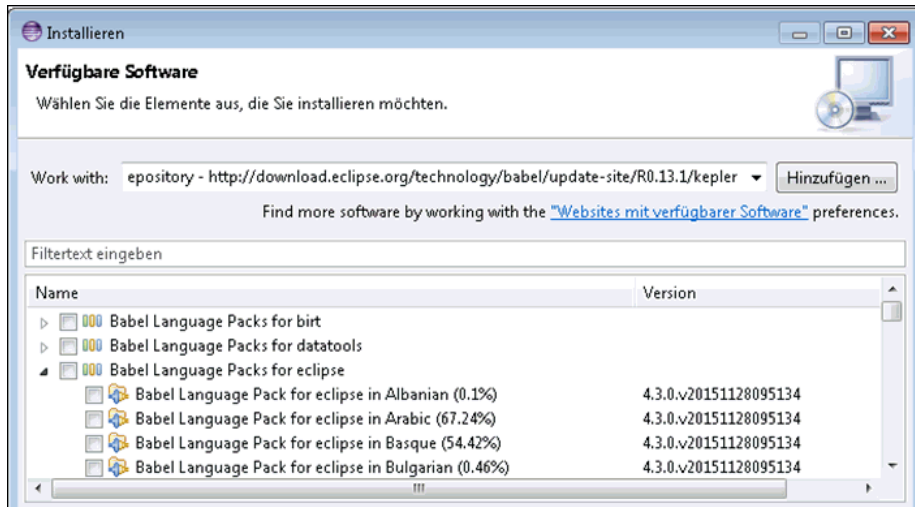 Installieren
Verfügbare Software
Wählen Sie die Elemente aus, die Sie installieren möchten.
Work with: epository - http://download.eclipse.org/technology/babel/update-site/R0.13.1/kepler Hinzufügen ...
Find more software by working with the "Websites mit verfügbarer Software" preferences.
Filtertext eingeben
Name Version
Babel Language Packs for birt
Babel Language Packs for datatools
Babel Language Packs for eclipse
Babel Language Pack for eclipse in Albanian (0.1%) 4.3.0.v20151128095134
Babel Language Pack for eclipse in Arabic (67.24%) 4.3.0.v20151128095134
Babel Language Pack for eclipse in Basque (54.42%) 4.3.0.v20151128095134
Babel Language Pack for eclipse in Bulgarian (0.46%) 4.3.0.v20151128095134